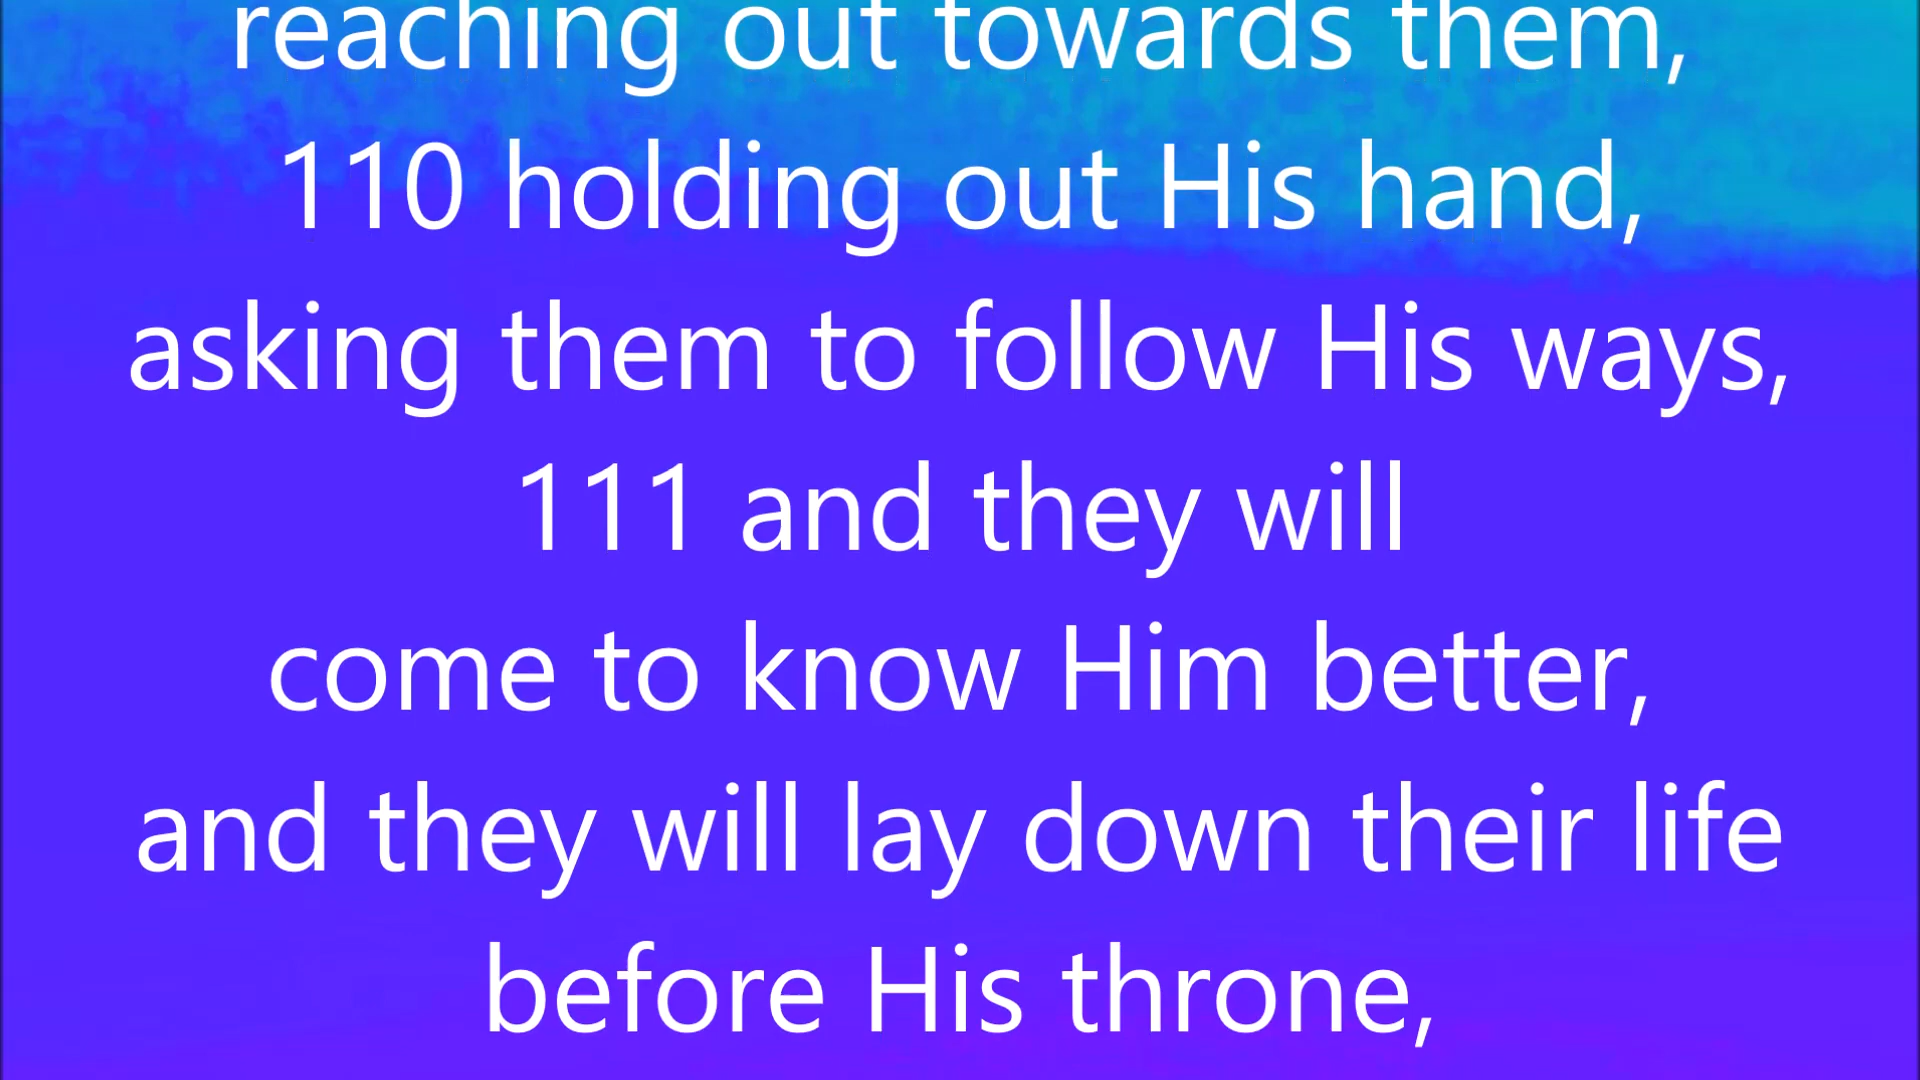 reaching out towards them,
110 holding out His hand,
asking them to follow His ways,
111 and they will
come to know Him better,
and they will lay down their life
before His throne,